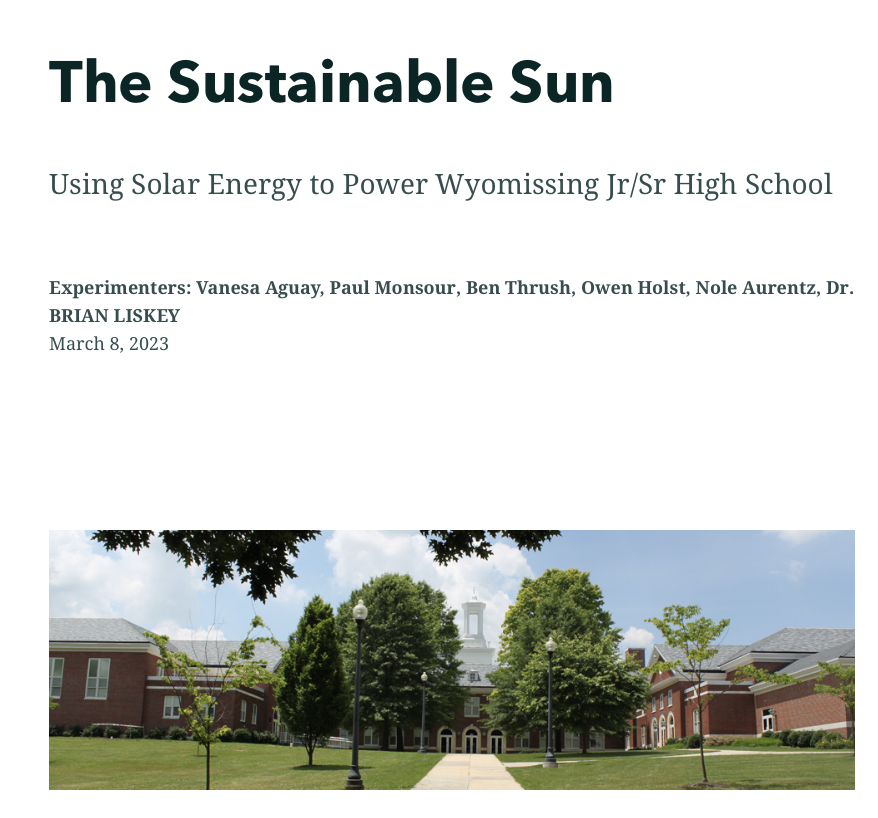 The Sustainable Sun
Using Solar Energy to Power Wyomissing Jr/Sr High School
Experimenters: Vanesa Aguay, Paul Monsour, Ben Thrush, Owen Holst, Nole Aurentz, Dr.
BRIAN LISKEY
March 8, 2023